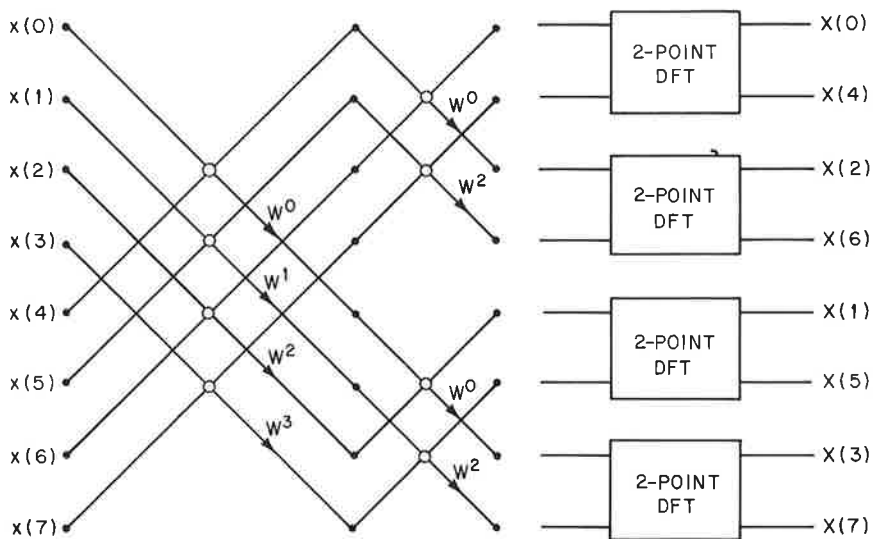 x(0)
x(1)
x(2)
x(3)
x(4)
x(5)
x(6)
x(7)
W⁰
W¹
W²
W³
W⁰
W²
W⁰
W²
2-POINT
DFT
2-POINT
DFT
2-POINT
DFT
2-POINT
DFT
X(0)
X(4)
X(2)
X(6)
X(1)
X(5)
X(3)
X(7)